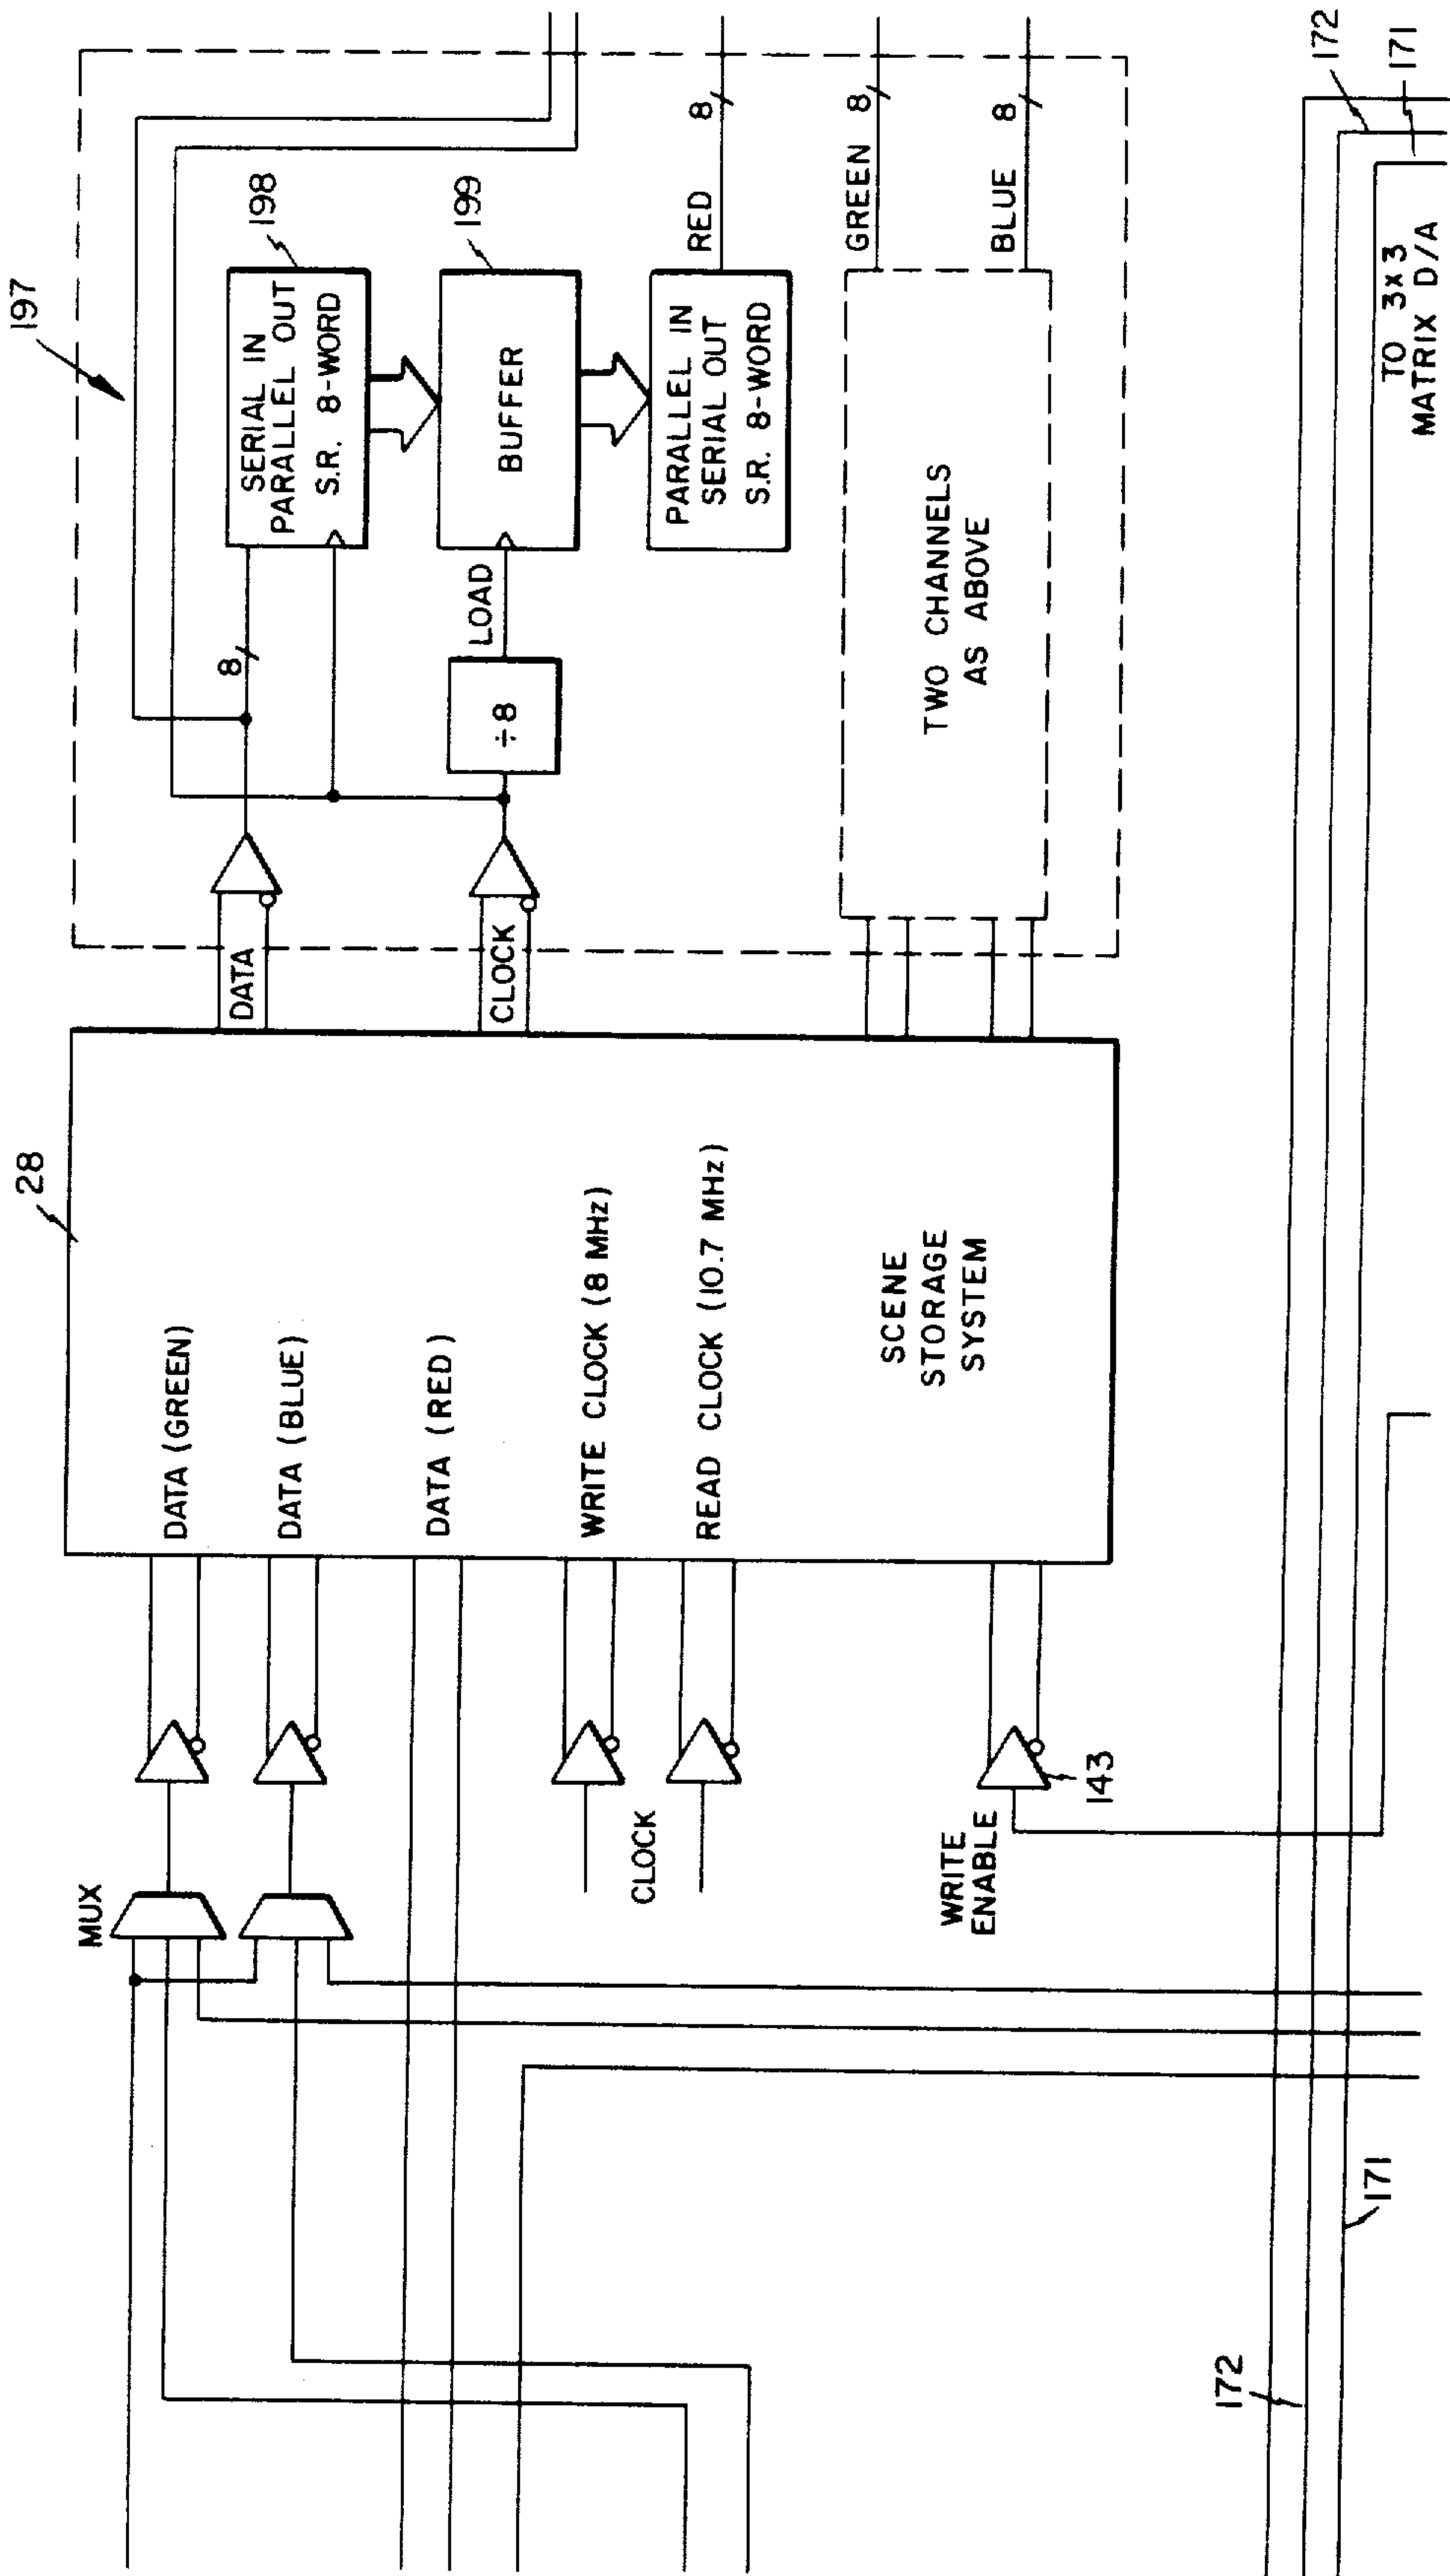 MUX
DATA (GREEN)
DATA (BLUE)
DATA (RED)
WRITE CLOCK (8 MHz)
READ CLOCK (10.7 MHz)
CLOCK
WRITE
ENABLE
143
28
SCENE
STORAGE
SYSTEM
DATA
CLOCK
197
8
÷8
LOAD
SERIAL IN
PARALLEL OUT
S.R. 8-WORD
198
BUFFER
199
PARALLEL IN
SERIAL OUT
S.R. 8-WORD
RED
8
TWO CHANNELS
AS ABOVE
GREEN
8
BLUE
8
172
171
TO 3x3
MATRIX D/A
172
171